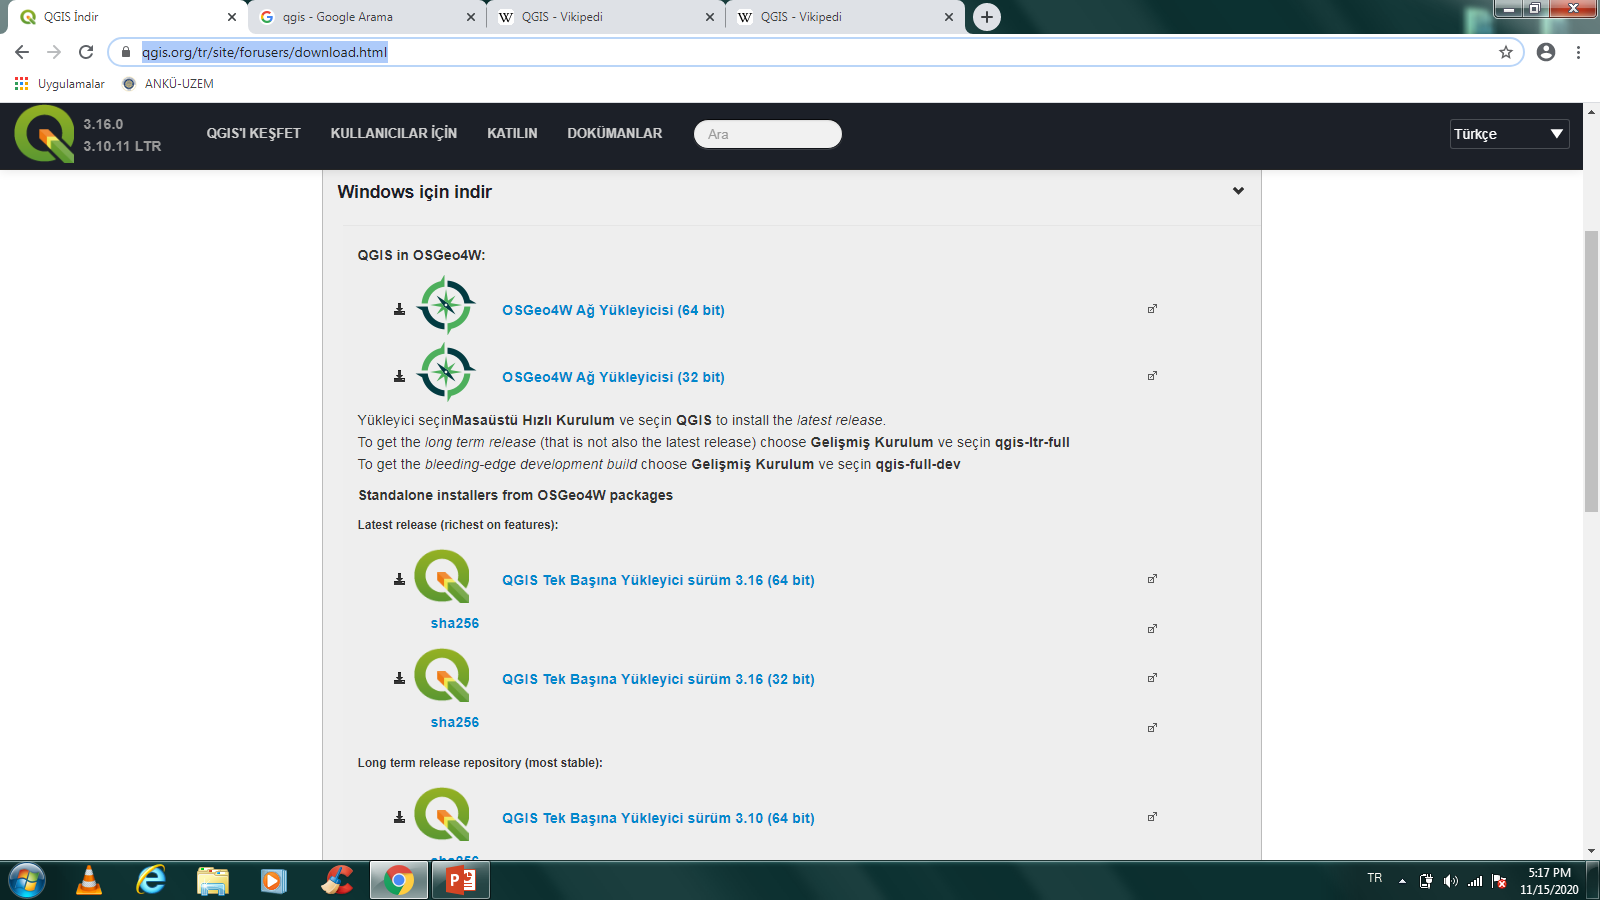 QGIS İndir
qgis - Google Arama
QGIS - Vikipedi
QGIS - Vikipedi
qgis.org/tr/site/forusers/download.html
Uygulamalar
ANKÜ-UZEM
3.16.0
3.10.11 LTR
QGIS'I KEŞFET
KULLANICILAR İÇİN
KATILIN
DOKÜMANLAR
Ara
Türkçe
Windows için indir
QGIS in OSGeo4W:
OSGeo4W Ağ Yükleyicisi (64 bit)
OSGeo4W Ağ Yükleyicisi (32 bit)
Yükleyici seçinMasaüstü Hızlı Kurulum ve seçin QGIS to install the latest release.
To get the long term release (that is not also the latest release) choose Gelişmiş Kurulum ve seçin qgis-ltr-full
To get the bleeding-edge development build choose Gelişmiş Kurulum ve seçin qgis-full-dev
Standalone installers from OSGeo4W packages
Latest release (richest on features):
QGIS Tek Başına Yükleyici sürüm 3.16 (64 bit)
sha256
QGIS Tek Başına Yükleyici sürüm 3.16 (32 bit)
sha256
Long term release repository (most stable):
QGIS Tek Başına Yükleyici sürüm 3.10 (64 bit)
sha256
TR
5:17 PM
11/15/2020